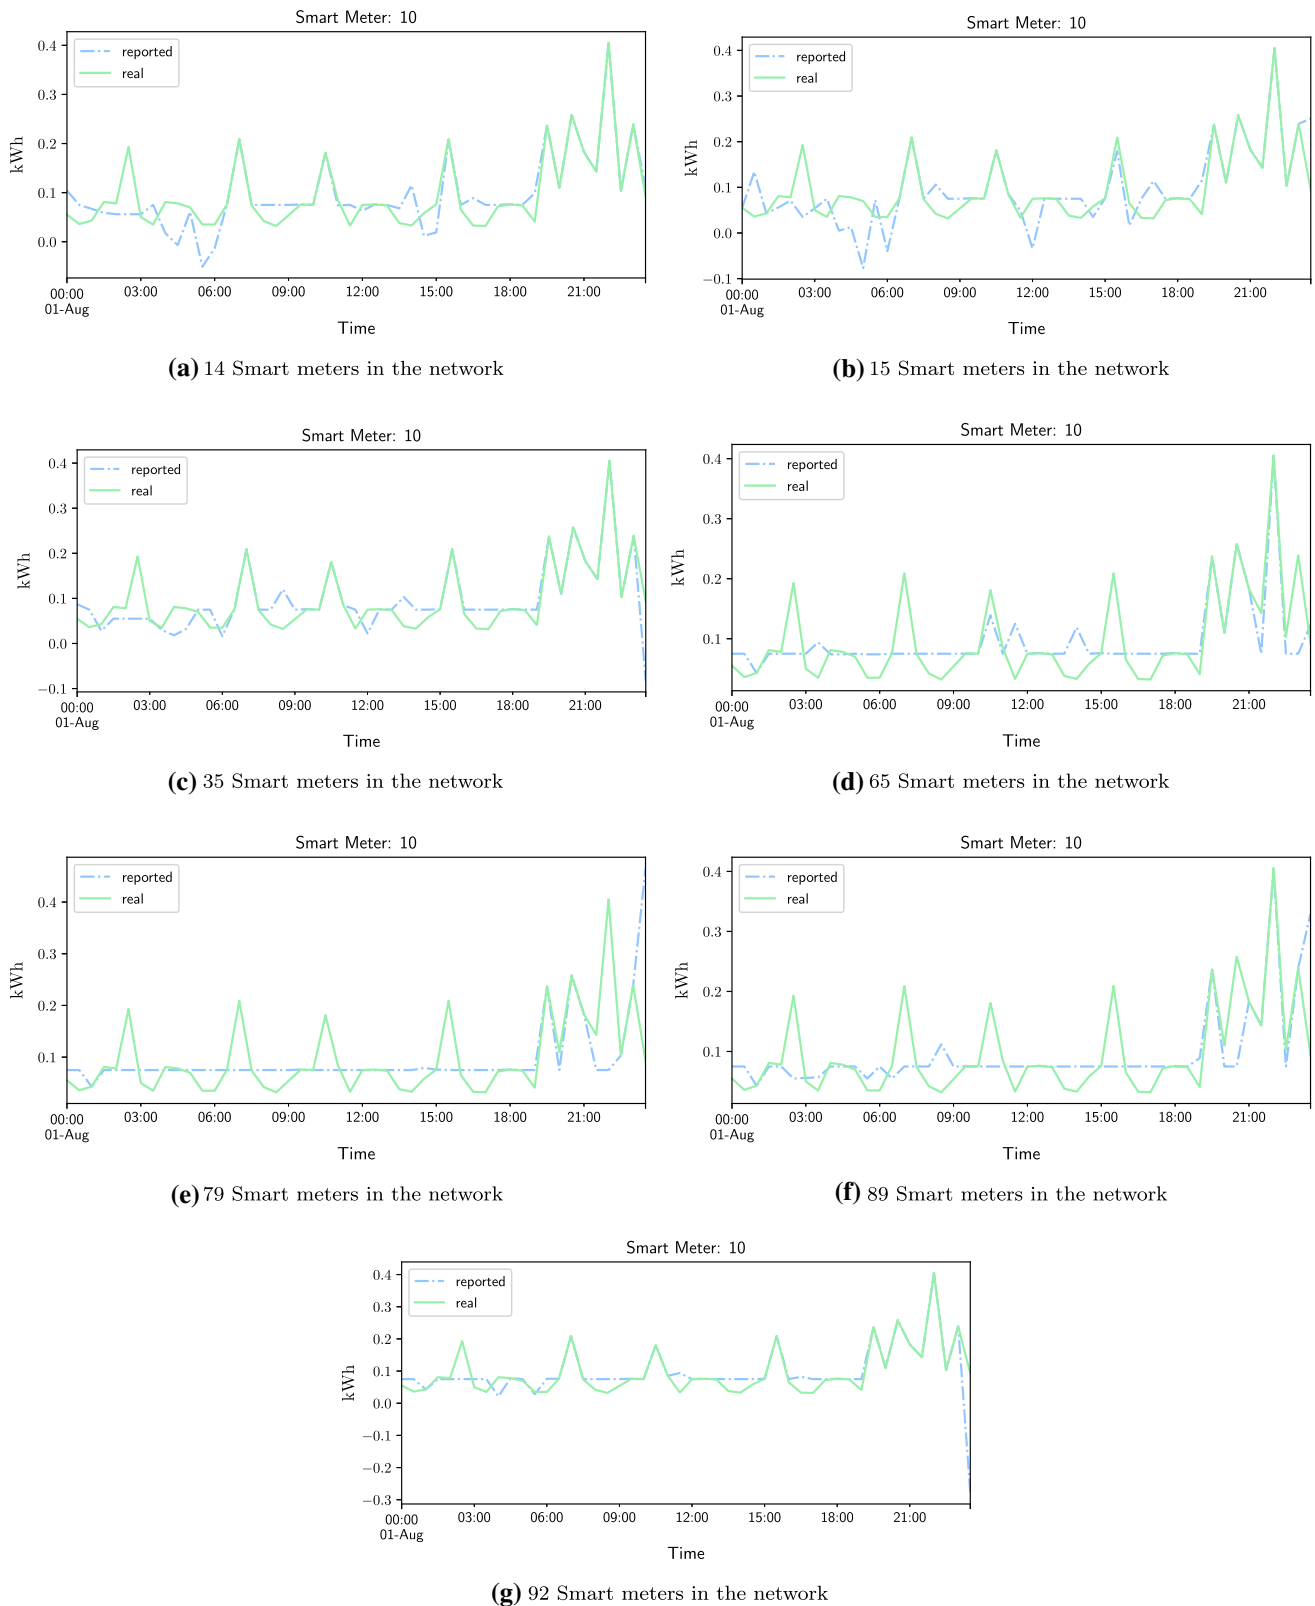 Smart Meter: 10
reported
real
0.4
0.3
0.2
0.1
0.0
kWh
00:00
01-Aug
03:00
06:00
09:00
12:00
15:00
18:00
21:00
Time
(a) 14 Smart meters in the network
Smart Meter: 10
reported
real
0.4
0.3
0.2
0.1
0.0
−0.1
kWh
00:00
01-Aug
03:00
06:00
09:00
12:00
15:00
18:00
21:00
Time
(b) 15 Smart meters in the network
Smart Meter: 10
reported
real
0.4
0.3
0.2
0.1
0.0
−0.1
kWh
00:00
01-Aug
03:00
06:00
09:00
12:00
15:00
18:00
21:00
Time
(c) 35 Smart meters in the network
Smart Meter: 10
reported
real
0.4
0.3
0.2
0.1
kWh
00:00
01-Aug
03:00
06:00
09:00
12:00
15:00
18:00
21:00
Time
(d) 65 Smart meters in the network
Smart Meter: 10
reported
real
0.4
0.3
0.2
0.1
kWh
00:00
01-Aug
03:00
06:00
09:00
12:00
15:00
18:00
21:00
Time
(e) 79 Smart meters in the network
Smart Meter: 10
reported
real
0.4
0.3
0.2
0.1
kWh
00:00
01-Aug
03:00
06:00
09:00
12:00
15:00
18:00
21:00
Time
(f) 89 Smart meters in the network
Smart Meter: 10
reported
real
0.4
0.3
0.2
0.1
0.0
−0.1
−0.2
−0.3
kWh
00:00
01-Aug
03:00
06:00
09:00
12:00
15:00
18:00
21:00
Time
(g) 92 Smart meters in the network